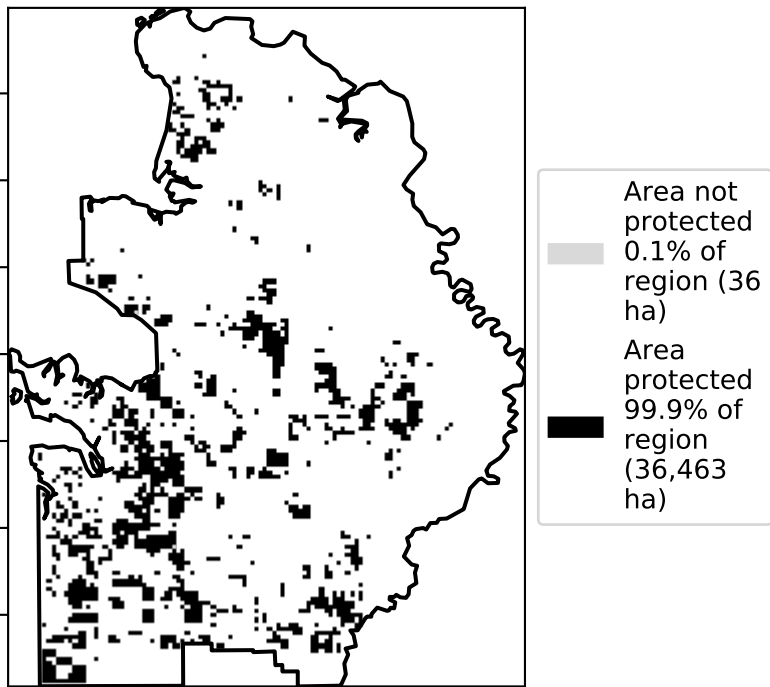 Area not
protected
0.1% of
region (36
ha)
Area
protected
99.9% of
region
(36,463
ha)